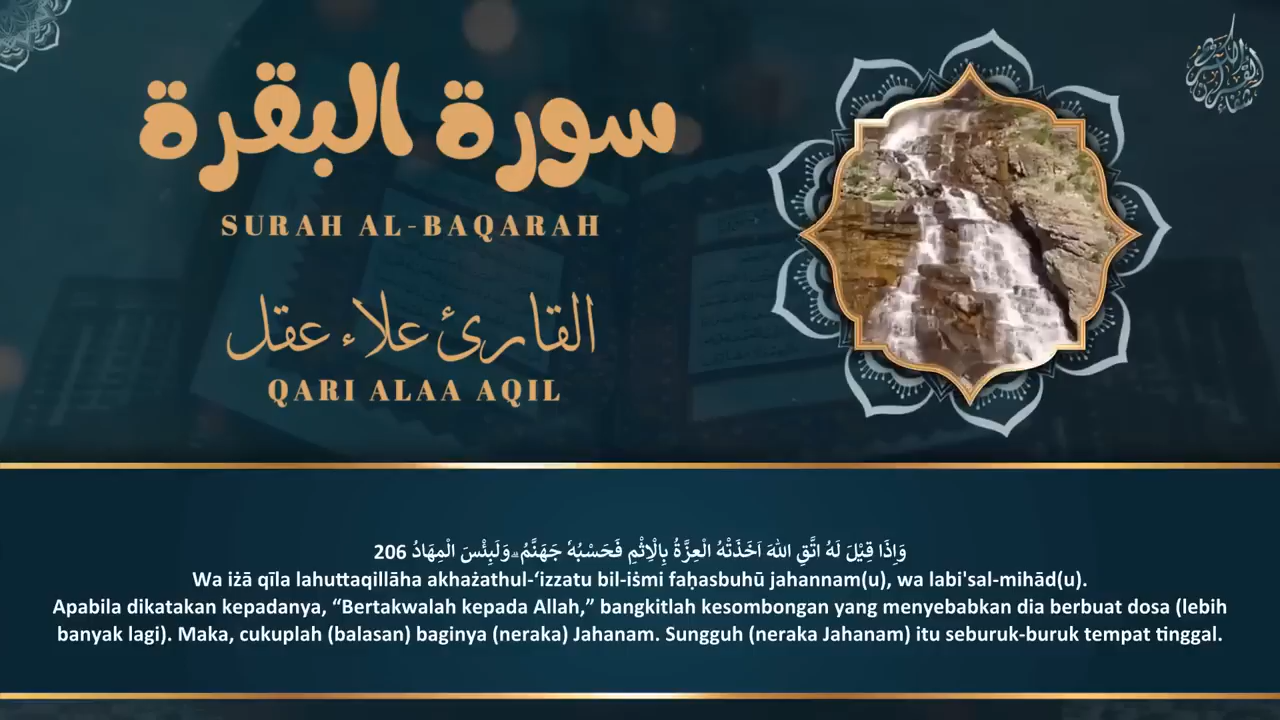 سورة البقرة
SURAH AL-BAQARAH
القارئ علاء عقل
QARI ALAA AQIL
وَاِذَا قِيْلَ لَهُ اتَّقِ اللّٰهَ اَخَذَتْهُ الْعِزَّةُ بِالْاِثْمِ فَحَسْبُهٗ جَهَنَّمُ ۗ وَلَبِئْسَ الْمِهَادُ 206
Wa iżā qīla lahuttaqillāha akhażathul-‘izzatu bil-iṡmi faḥasbuhū jahannam(u), wa labi'sal-mihād(u).
Apabila dikatakan kepadanya, “Bertakwalah kepada Allah,” bangkitlah kesombongan yang menyebabkan dia berbuat dosa (lebih
banyak lagi). Maka, cukuplah (balasan) baginya (neraka) Jahanam. Sungguh (neraka Jahanam) itu seburuk-buruk tempat tinggal.